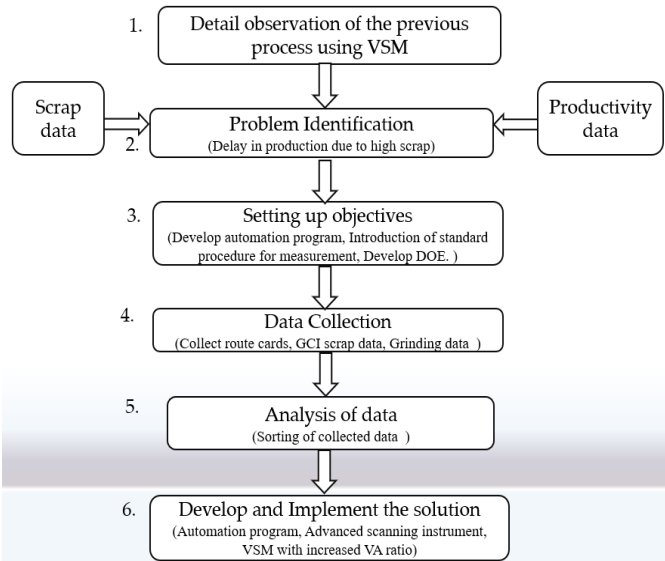 1.
Detail observation of the previous
process using VSM
Scrap
data
Productivity
data
2.
Problem Identification
(Delay in production due to high scrap)
3.
Setting up objectives
(Develop automation program, Introduction of standard
procedure for measurement, Develop DOE. )
4.
Data Collection
(Collect route cards, GCI scrap data, Grinding data )
5.
Analysis of data
(Sorting of collected data )
6.
Develop and Implement the solution
(Automation program, Advanced scanning instrument,
VSM with increased VA ratio)